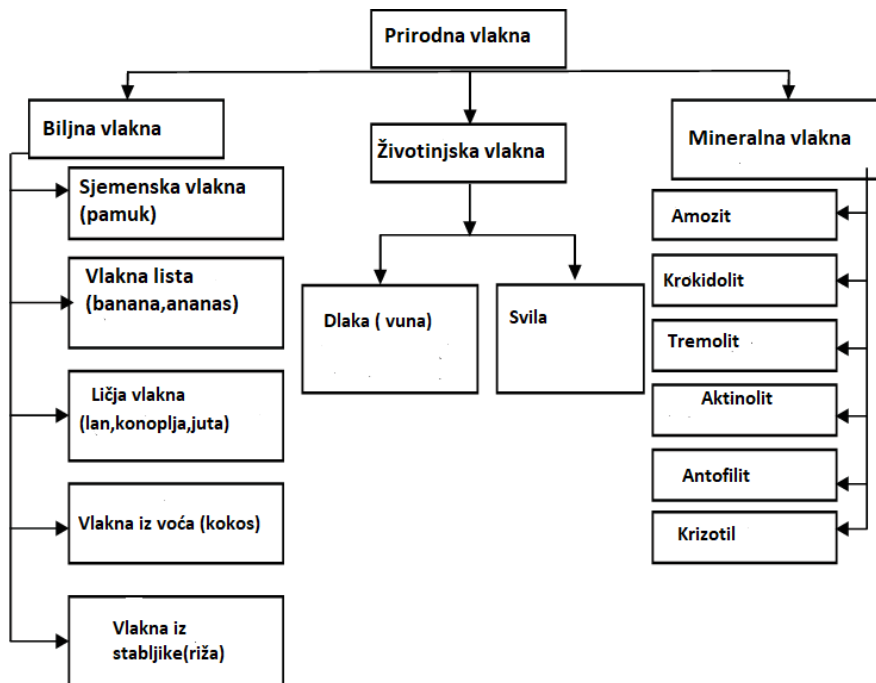 Prirodna vlakna
Biljna vlakna
Sjemenska vlakna
(pamuk)
Vlakna lista
(banana,ananas)
Ličja vlakna
(lan,konoplja,juta)
Vlakna iz voća (kokos)
Vlakna iz
stabljike(riža)
Životinjska vlakna
Dlaka ( vuna)
Svila
Mineralna vlakna
Amozit
Krokidolit
Tremolit
Aktinolit
Antofilit
Krizotil